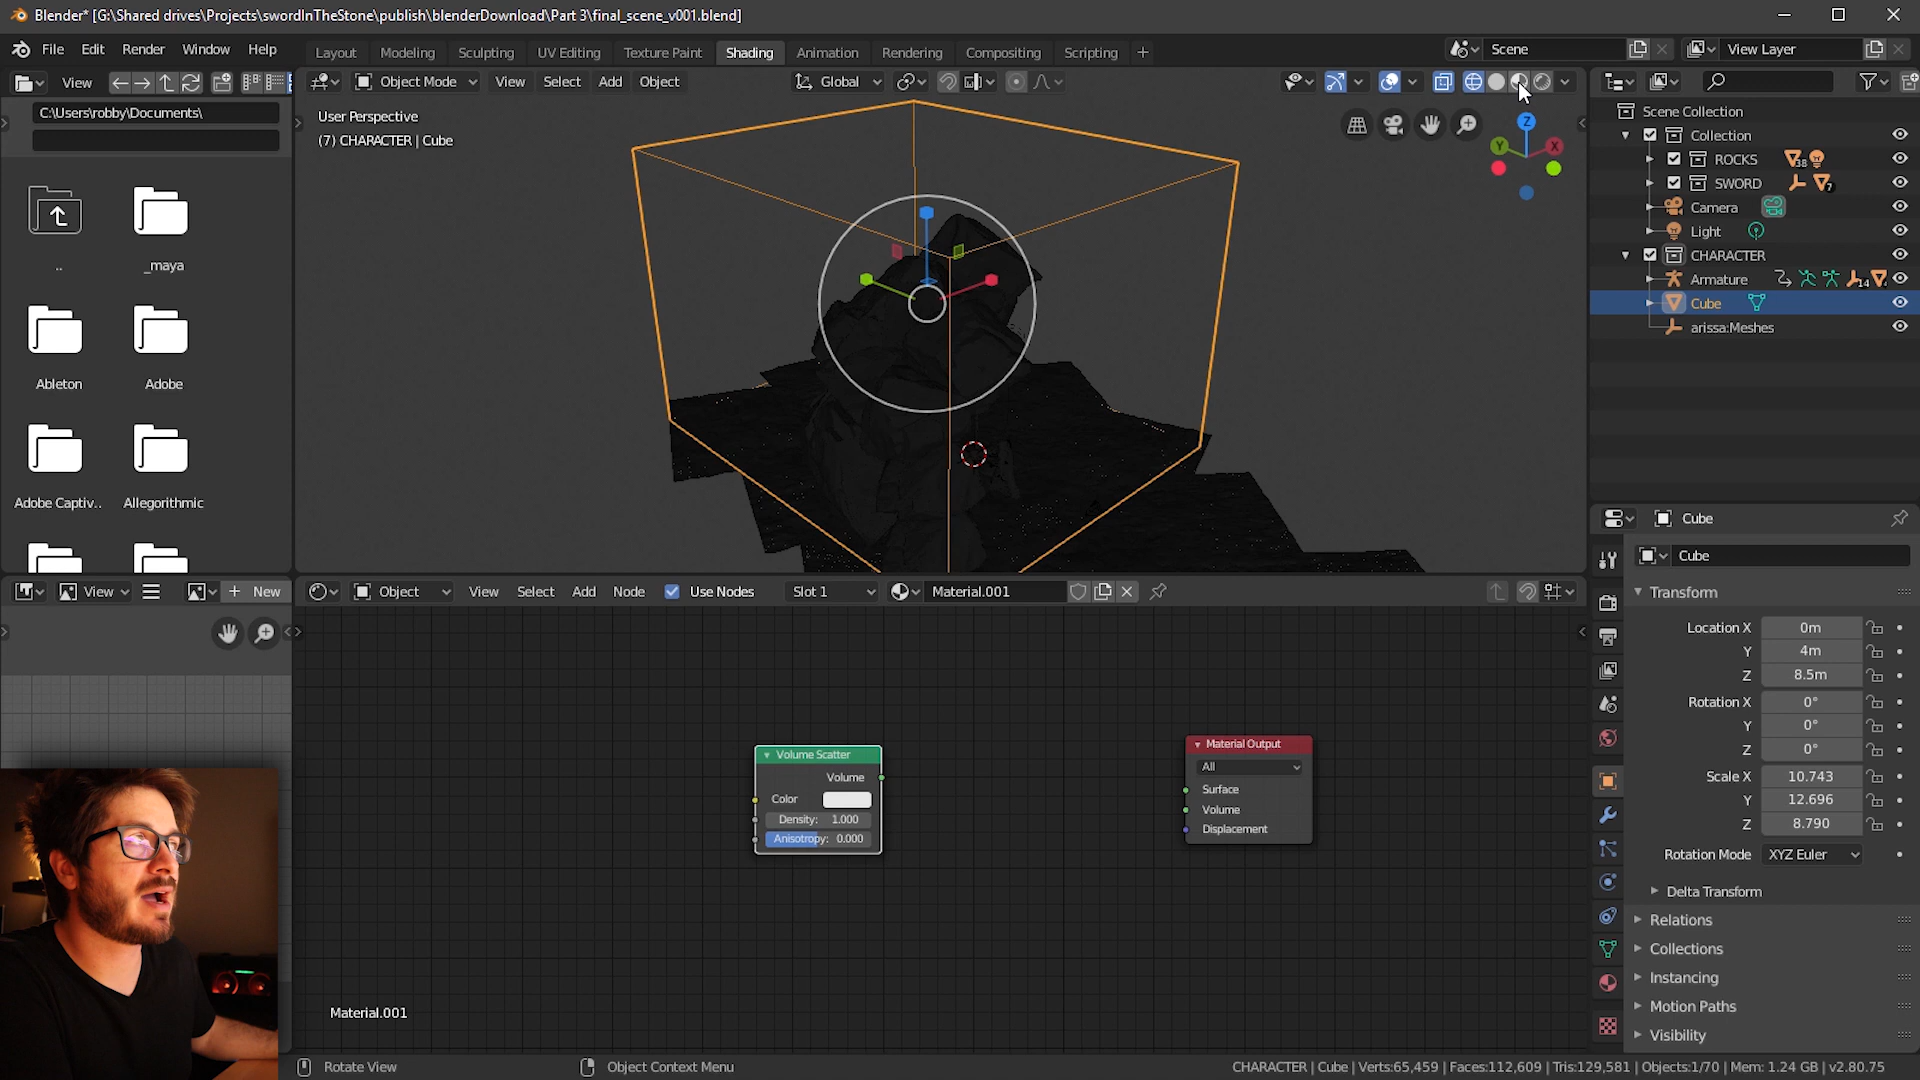 Blender* [G:\Shared drives\Projects\swordInTheStone\publish\blenderDownload\Part 3\final_scene_v001.blend]
File Edit Render Window Help
Layout Modeling Sculpting UV Editing Texture Paint Shading Animation Rendering Compositing Scripting +
Scene
View Layer
View
Object Mode View Select Add Object
Global
C:\Users\robby\Documents\
User Perspective
(7) CHARACTER | Cube
Z
Y
X
..
_maya
Ableton
Adobe
Adobe Captiv..
Allegorithmic
Scene Collection
Collection
ROCKS
38
SWORD
7
Camera
Light
CHARACTER
Armature
14
Cube
arissa:Meshes
View
+ New
Object View Select Add Node Use Nodes Slot 1 Material.001
Volume Scatter
Volume
Color
Density: 1.000
Anisotropy: 0.000
Material Output
All
Surface
Volume
Displacement
Material.001
Cube
Cube
Transform
Location X 0m
Y 4m
Z 8.5m
Rotation X 0°
Y 0°
Z 0°
Scale X 10.743
Y 12.696
Z 8.790
Rotation Mode XYZ Euler
Delta Transform
Relations
Collections
Instancing
Motion Paths
Visibility
Rotate View
Object Context Menu
CHARACTER | Cube | Verts:65,459 | Faces:112,609 | Tris:129,581 | Objects:1/70 | Mem: 1.24 GB | v2.80.75